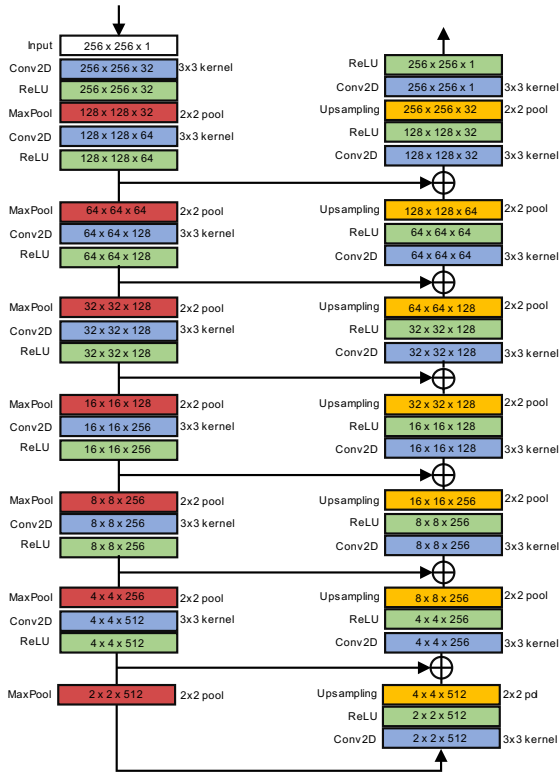 Input 256 x 256 x 1
Conv2D 256 x 256 x 32 3x3 kernel
ReLU 256 x 256 x 32
MaxPool 128 x 128 x 32 2x2 pool
Conv2D 128 x 128 x 64 3x3 kernel
ReLU 128 x 128 x 64
MaxPool 64 x 64 x 64 2x2 pool
Conv2D 64 x 64 x 128 3x3 kernel
ReLU 64 x 64 x 128
MaxPool 32 x 32 x 128 2x2 pool
Conv2D 32 x 32 x 128 3x3 kernel
ReLU 32 x 32 x 128
MaxPool 16 x 16 x 128 2x2 pool
Conv2D 16 x 16 x 256 3x3 kernel
ReLU 16 x 16 x 256
MaxPool 8 x 8 x 256 2x2 pool
Conv2D 8 x 8 x 256 3x3 kernel
ReLU 8 x 8 x 256
MaxPool 4 x 4 x 256 2x2 pool
Conv2D 4 x 4 x 512 3x3 kernel
ReLU 4 x 4 x 512
MaxPool 2 x 2 x 512 2x2 pool
ReLU 256 x 256 x 1
Conv2D 256 x 256 x 1 3x3 kernel
Upsampling 256 x 256 x 32 2x2 pool
ReLU 128 x 128 x 32
Conv2D 128 x 128 x 32 3x3 kernel
Upsampling 128 x 128 x 64 2x2 pool
ReLU 64 x 64 x 64
Conv2D 64 x 64 x 64 3x3 kernel
Upsampling 64 x 64 x 128 2x2 pool
ReLU 32 x 32 x 128
Conv2D 32 x 32 x 128 3x3 kernel
Upsampling 32 x 32 x 128 2x2 pool
ReLU 16 x 16 x 128
Conv2D 16 x 16 x 128 3x3 kernel
Upsampling 16 x 16 x 256 2x2 pool
ReLU 8 x 8 x 256
Conv2D 8 x 8 x 256 3x3 kernel
Upsampling 8 x 8 x 256 2x2 pool
ReLU 4 x 4 x 256
Conv2D 4 x 4 x 256 3x3 kernel
Upsampling 4 x 4 x 512 2x2 pol
ReLU 2 x 2 x 512
Conv2D 2 x 2 x 512 3x3 kernel